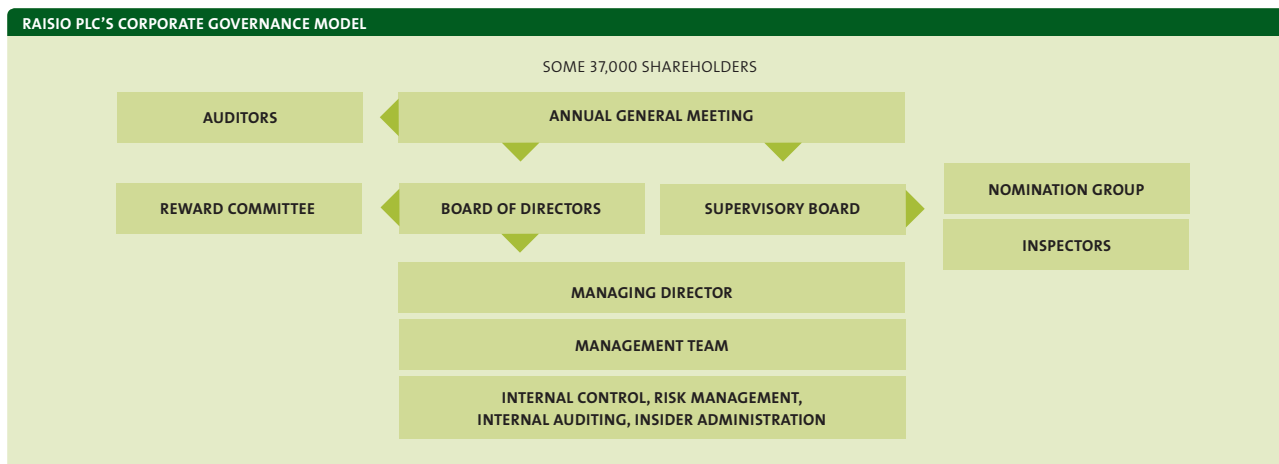 RAISIO PLC’S CORPORATE GOVERNANCE MODEL
SOME 37,000 SHAREHOLDERS
AUDITORS
ANNUAL GENERAL MEETING
REWARD COMMITTEE
BOARD OF DIRECTORS
SUPERVISORY BOARD
NOMINATION GROUP
INSPECTORS
MANAGING DIRECTOR
MANAGEMENT TEAM
INTERNAL CONTROL, RISK MANAGEMENT,
INTERNAL AUDITING, INSIDER ADMINISTRATION